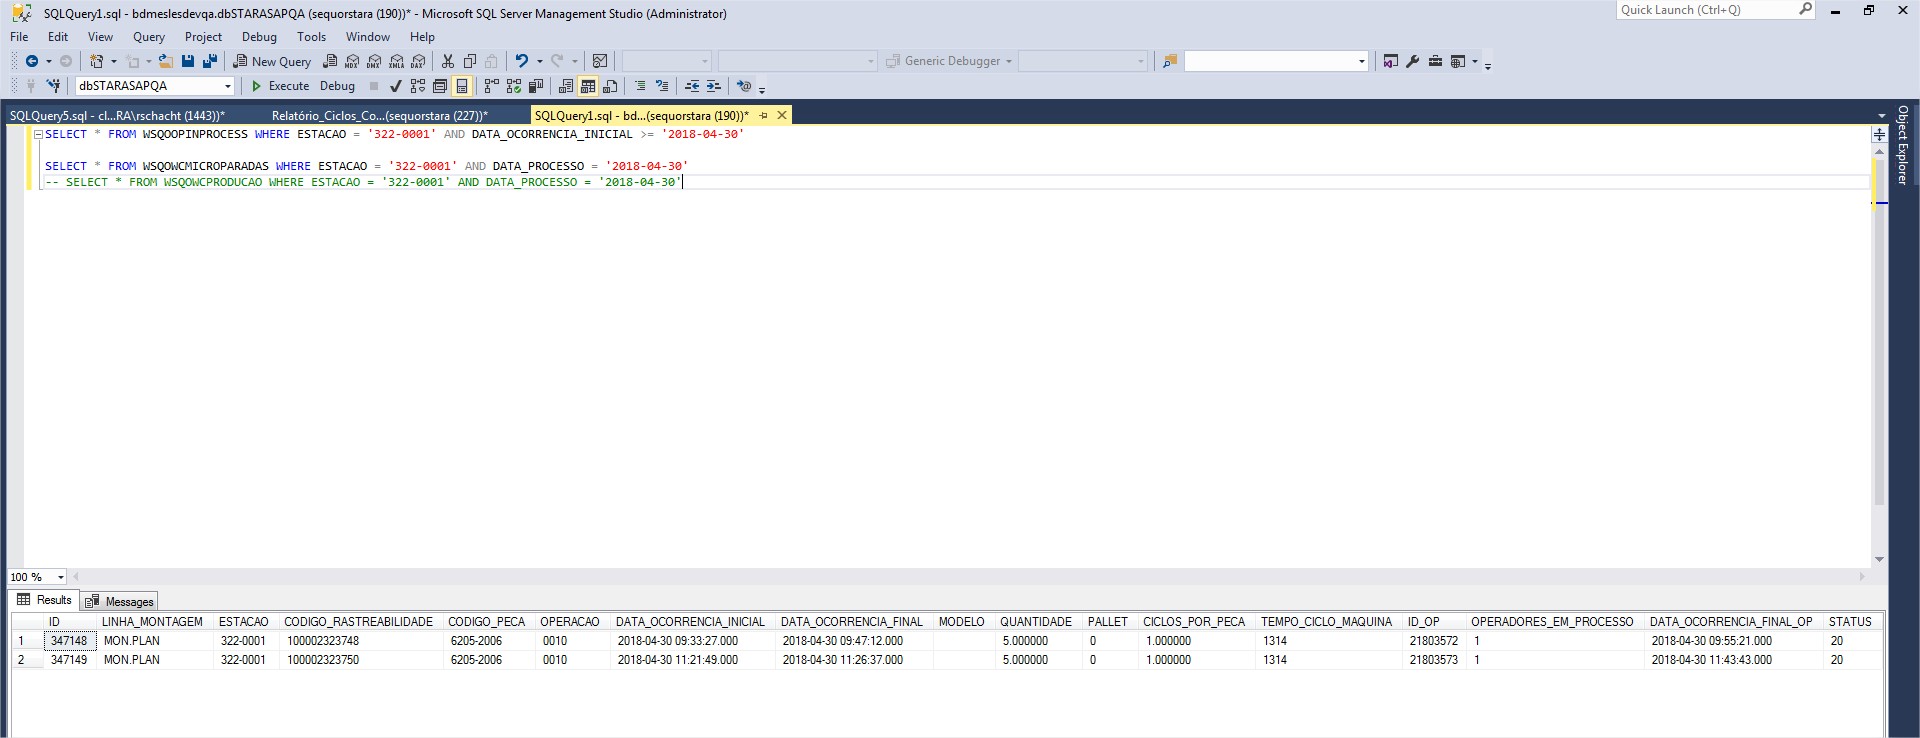 SQLQuery1.sql - bdmeslesdevqa.dbSTARASAPQA (sequorstara (190))* - Microsoft SQL Server Management Studio (Administrator)
Quick Launch (Ctrl+Q)
File Edit View Query Project Debug Tools Window Help
New Query MDX DMX XMLA DAX Generic Debugger
dbSTARASAPQA Execute Debug
SQLQuery5.sql - cl...RA\rschacht (1443))* Relatório_Ciclos_Co...(sequorstara (227))* SQLQuery1.sql - bd...(sequorstara (190))*
Object Explorer
SELECT * FROM WSQOOPINPROCESS WHERE ESTACAO = '322-0001' AND DATA_OCORRENCIA_INICIAL >= '2018-04-30'
SELECT * FROM WSQOWCMICROPARADAS WHERE ESTACAO = '322-0001' AND DATA_PROCESSO = '2018-04-30'
-- SELECT * FROM WSQOWCPRODUCAO WHERE ESTACAO = '322-0001' AND DATA_PROCESSO = '2018-04-30'
100 %
Results Messages
ID LINHA_MONTAGEM ESTACAO CODIGO_RASTREABILIDADE CODIGO_PECA OPERACAO DATA_OCORRENCIA_INICIAL DATA_OCORRENCIA_FINAL MODELO QUANTIDADE PALLET CICLOS_POR_PECA TEMPO_CICLO_MAQUINA ID_OP OPERADORES_EM_PROCESSO DATA_OCORRENCIA_FINAL_OP STATUS
1 347148 MON.PLAN 322-0001 100002323748 6205-2006 0010 2018-04-30 09:33:27.000 2018-04-30 09:47:12.000 5.000000 0 1.000000 1314 21803572 1 2018-04-30 09:55:21.000 20
2 347149 MON.PLAN 322-0001 100002323750 6205-2006 0010 2018-04-30 11:21:49.000 2018-04-30 11:26:37.000 5.000000 0 1.000000 1314 21803573 1 2018-04-30 11:43:43.000 20